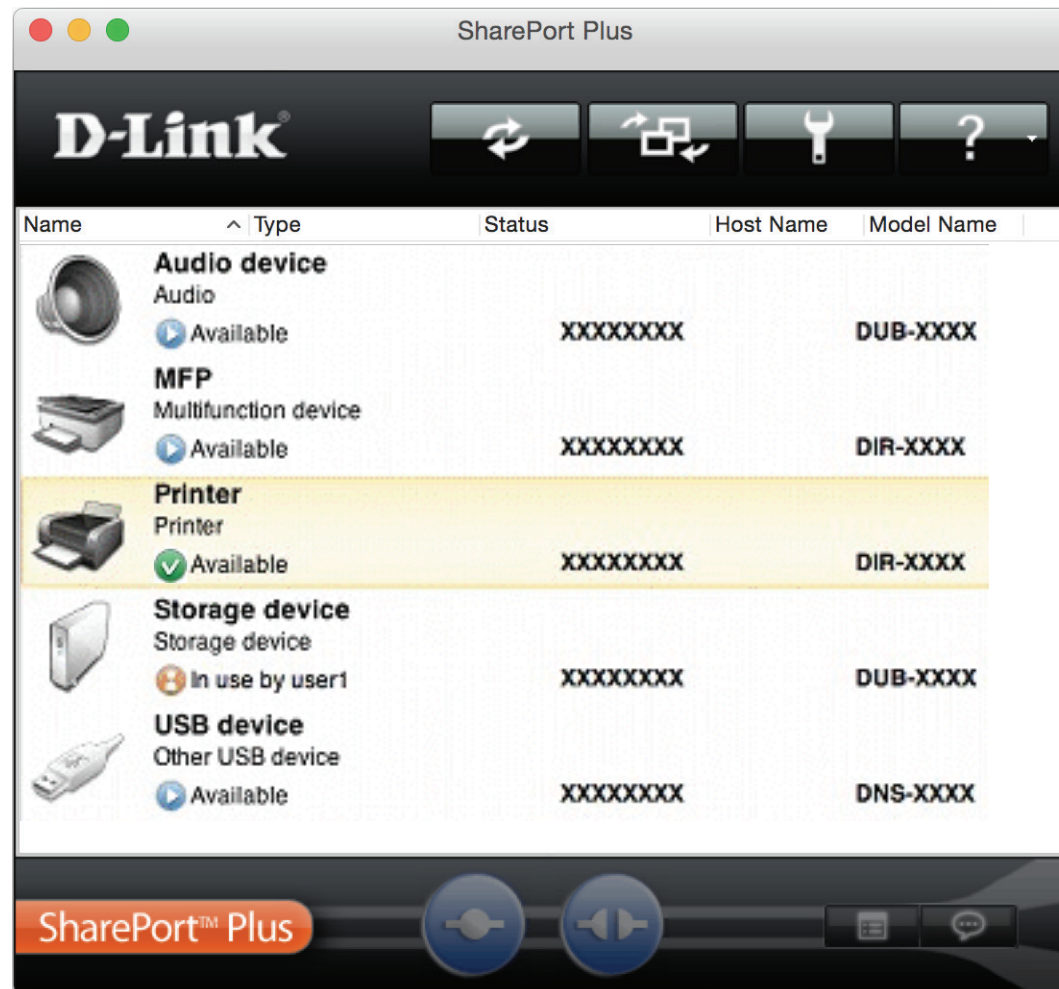 SharePort Plus
D-Link®
?
Name Type Status Host Name Model Name
Audio device
Audio
Available XXXXXXXX DUB-XXXX
MFP
Multifunction device
Available XXXXXXXX DIR-XXXX
Printer
Printer
Available XXXXXXXX DIR-XXXX
Storage device
Storage device
In use by user1 XXXXXXXX DUB-XXXX
USB device
Other USB device
Available XXXXXXXX DNS-XXXX
SharePort™ Plus